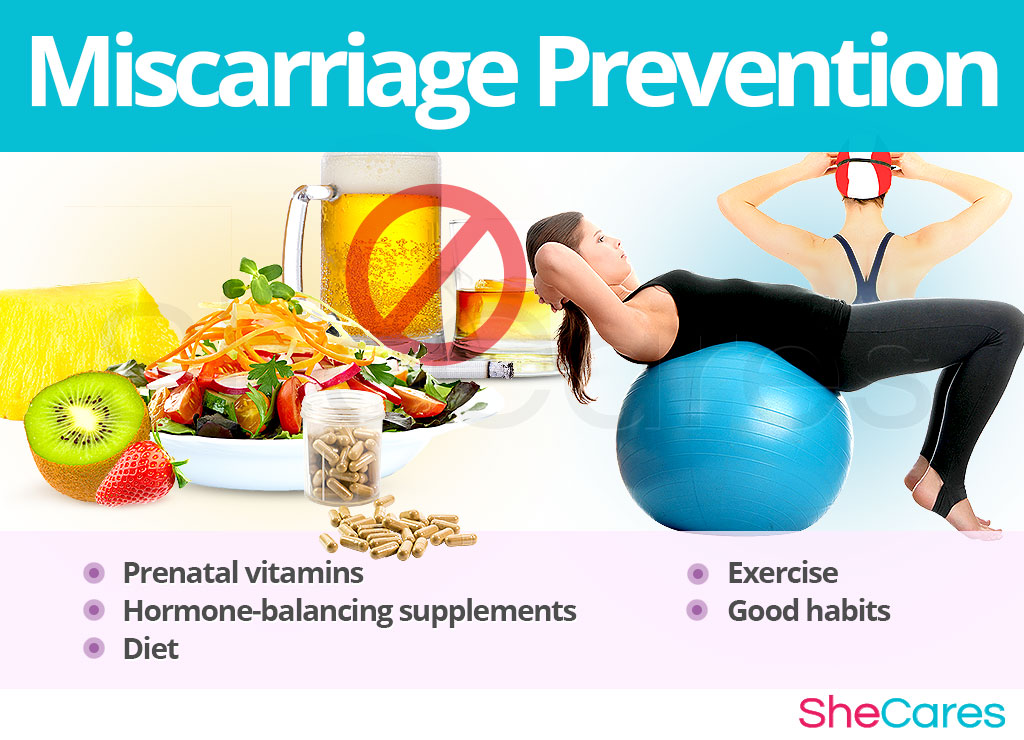 Miscarriage Prevention
Prenatal vitamins
Hormone-balancing supplements
Diet
Exercise
Good habits
SheCares